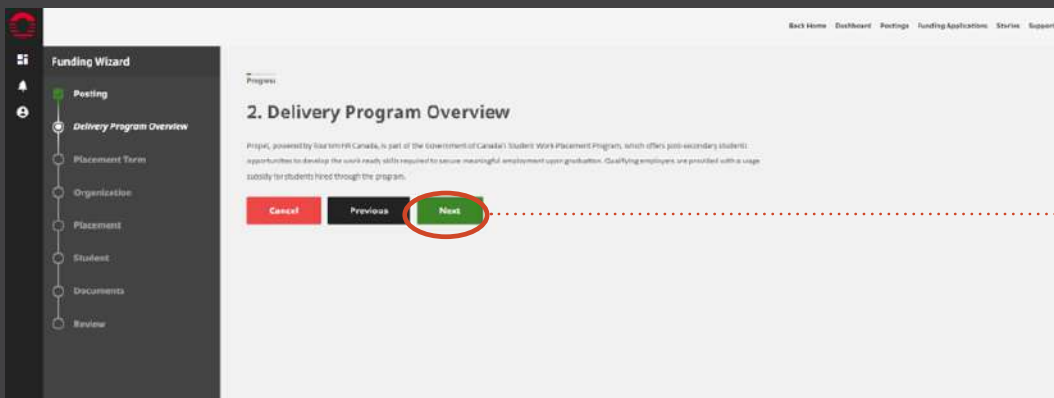 Back Home Dashboard Postings Funding Applications Stories Support
Funding Wizard
Posting
Delivery Program Overview
Placement Term
Organization
Placement
Student
Documents
Review
Progress
2. Delivery Program Overview
Propel, powered by Tourism HR Canada, is part of the Government of Canada's Student Work Placement Program, which offers post-secondary students
opportunities to develop the work-ready skills required to secure meaningful employment upon graduation. Qualifying employers are provided with a wage
subsidy for students hired through the program.
Cancel Previous Next